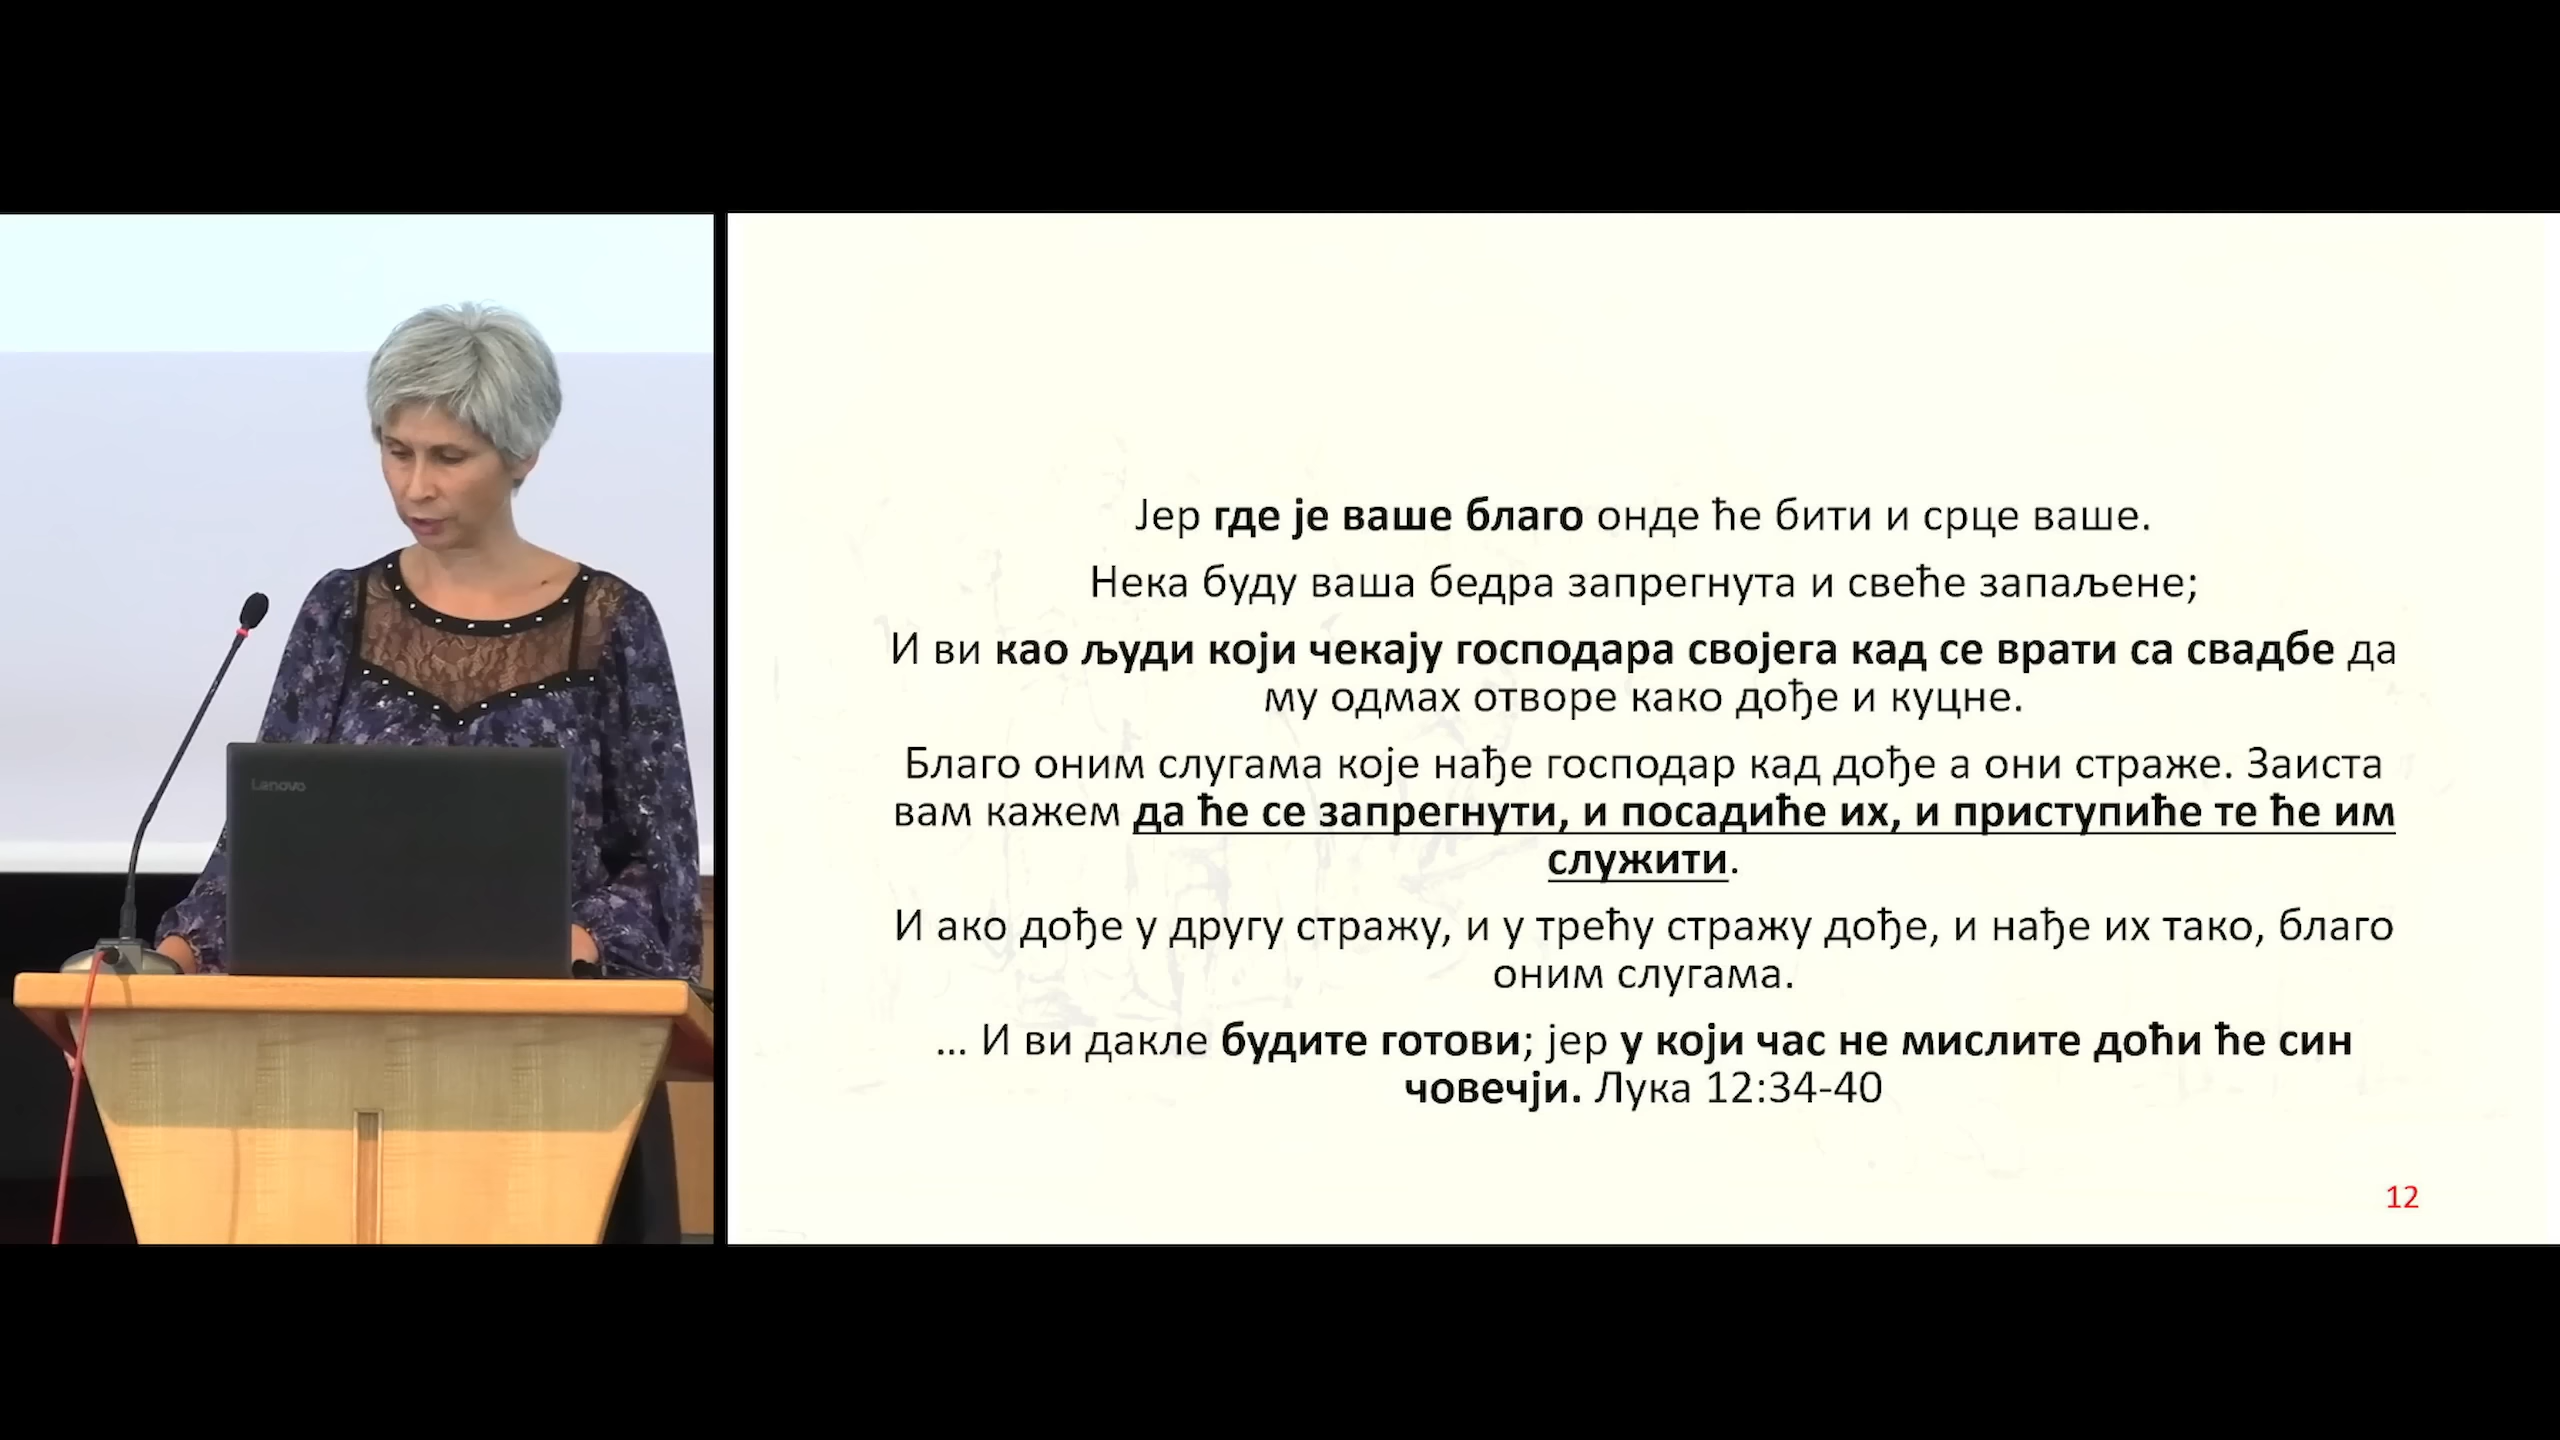 Lenovo
Јер где је ваше благо онде ће бити и срце ваше.
Нека буду ваша бедра запрегнута и свеће запаљене;
И ви као људи који чекају господара својега кад се врати са свадбе да
му одмах отворе како дође и куцне.
Благо оним слугама које нађе господар кад дође а они страже. Заиста
вам кажем да ће се запрегнути, и посадиће их, и приступиће те ће им
служити.
И ако дође у другу стражу, и у трећу стражу дође, и нађе их тако, благо
оним слугама.
... И ви дакле будите готови; јер у који час не мислите доћи ће син
човечји. Лука 12:34-40
12